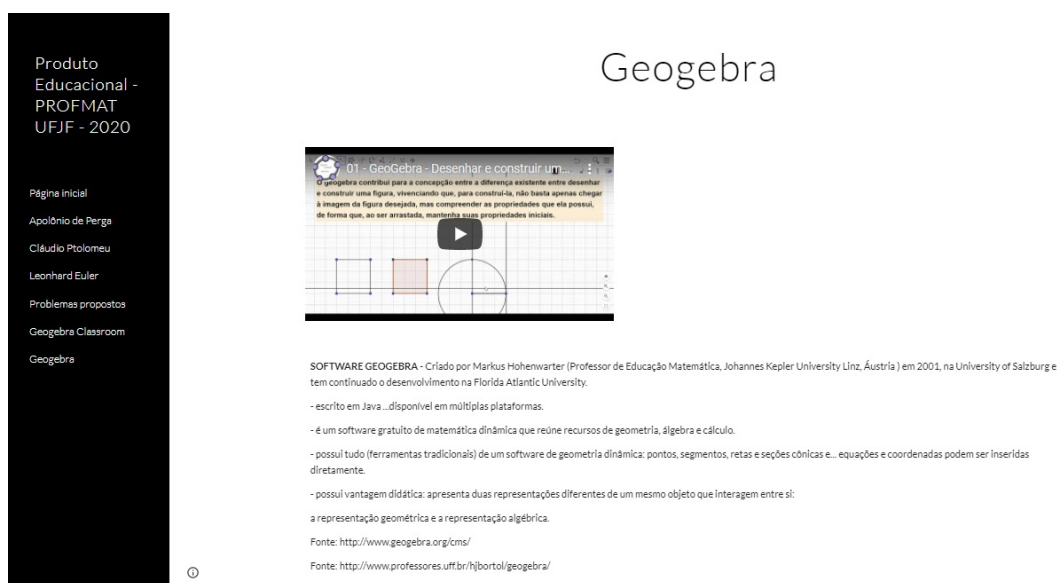 Produto
Educacional -
PROFMAT
UFJF - 2020
Página inicial
Apolônio de Perga
Cláudio Ptolomeu
Leonhard Euler
Problemas propostos
Geogebra Classroom
Geogebra
Geogebra
01 - GeoGebra - Desenhar e construir um...
O geogebra contribui para a concepção entre a diferença existente entre desenhar
e construir uma figura, vivenciando que, para construí-la, não basta apenas chegar
à imagem da figura desejada, mas compreender as propriedades que ela possui,
de forma que, ao ser arrastada, mantenha suas propriedades iniciais.
SOFTWARE GEOGEBRA - Criado por Markus Hohenwarter (Professor de Educação Matemática, Johannes Kepler University Linz, Áustria ) em 2001, na University of Salzburg e
tem continuado o desenvolvimento na Florida Atlantic University.
- escrito em Java ...disponível em múltiplas plataformas.
- é um software gratuito de matemática dinâmica que reúne recursos de geometria, álgebra e cálculo.
- possui tudo (ferramentas tradicionais) de um software de geometria dinâmica: pontos, segmentos, retas e seções cônicas e... equações e coordenadas podem ser inseridas
diretamente.
- possui vantagem didática: apresenta duas representações diferentes de um mesmo objeto que interagem entre si:
a representação geométrica e a representação algébrica.
Fonte: http://www.geogebra.org/cms/
Fonte: http://www.professores.uff.br/hjbortol/geogebra/